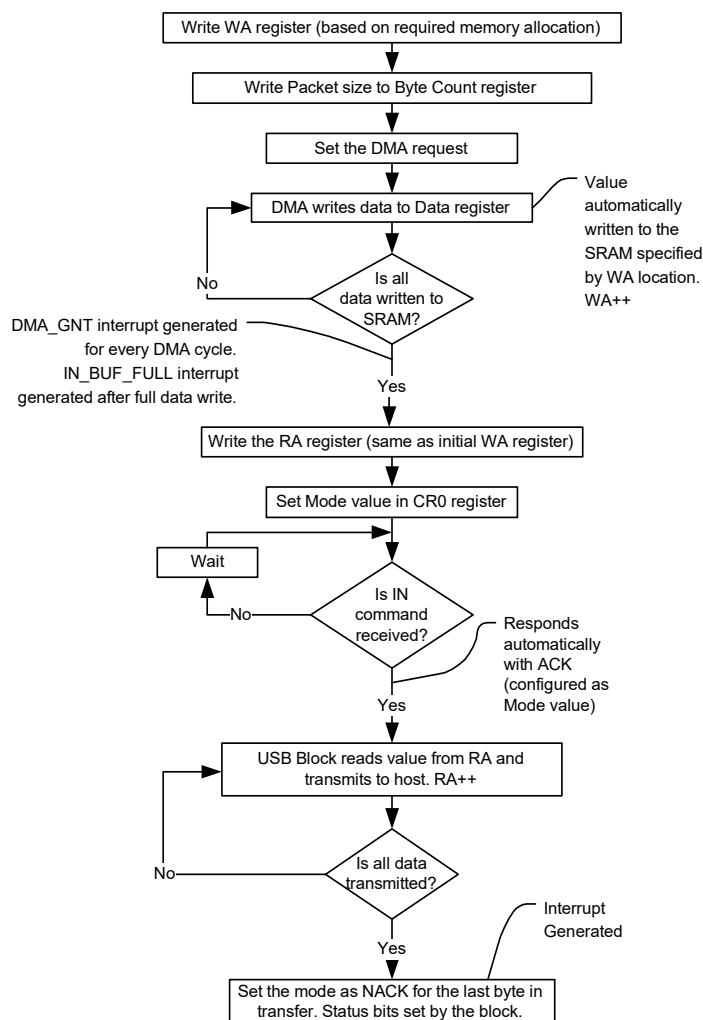 Write WA register (based on required memory allocation)
Write Packet size to Byte Count register
Set the DMA request
DMA writes data to Data register
Value
automatically
written to the
SRAM specified
by WA location.
WA++
No
Is all
data written to
SRAM?
DMA_GNT interrupt generated
for every DMA cycle.
IN_BUF_FULL interrupt
generated after full data write.
Yes
Write the RA register (same as initial WA register)
Set Mode value in CR0 register
Wait
No
Is IN
command
received?
Responds
automatically
with ACK
(configured as
Mode value)
Yes
USB Block reads value from RA and
transmits to host. RA++
No
Is all data
transmitted?
Interrupt
Generated
Yes
Set the mode as NACK for the last byte in
transfer. Status bits set by the block.